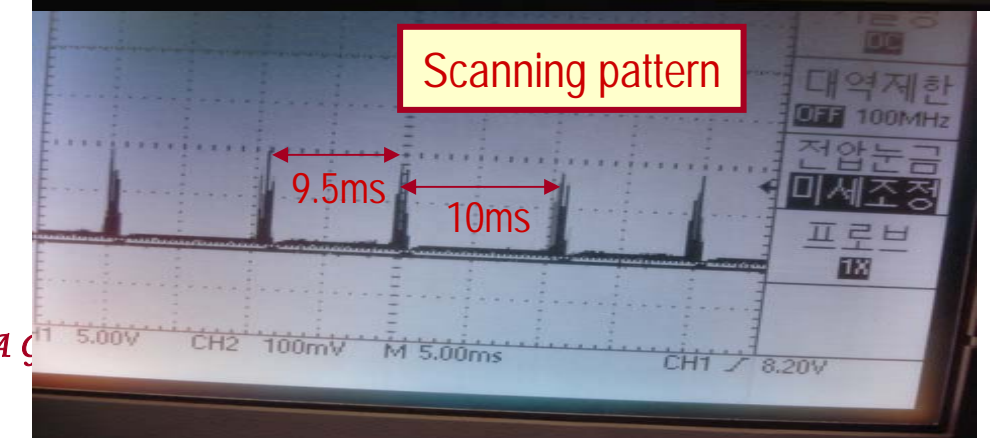 Scanning pattern
DC
대역제한
OFF 100MHz
전압눈금
미세조정
프로브
1X
9.5ms
10ms
5.00V CH2 100mV M 5.00ms CH1 8.20V